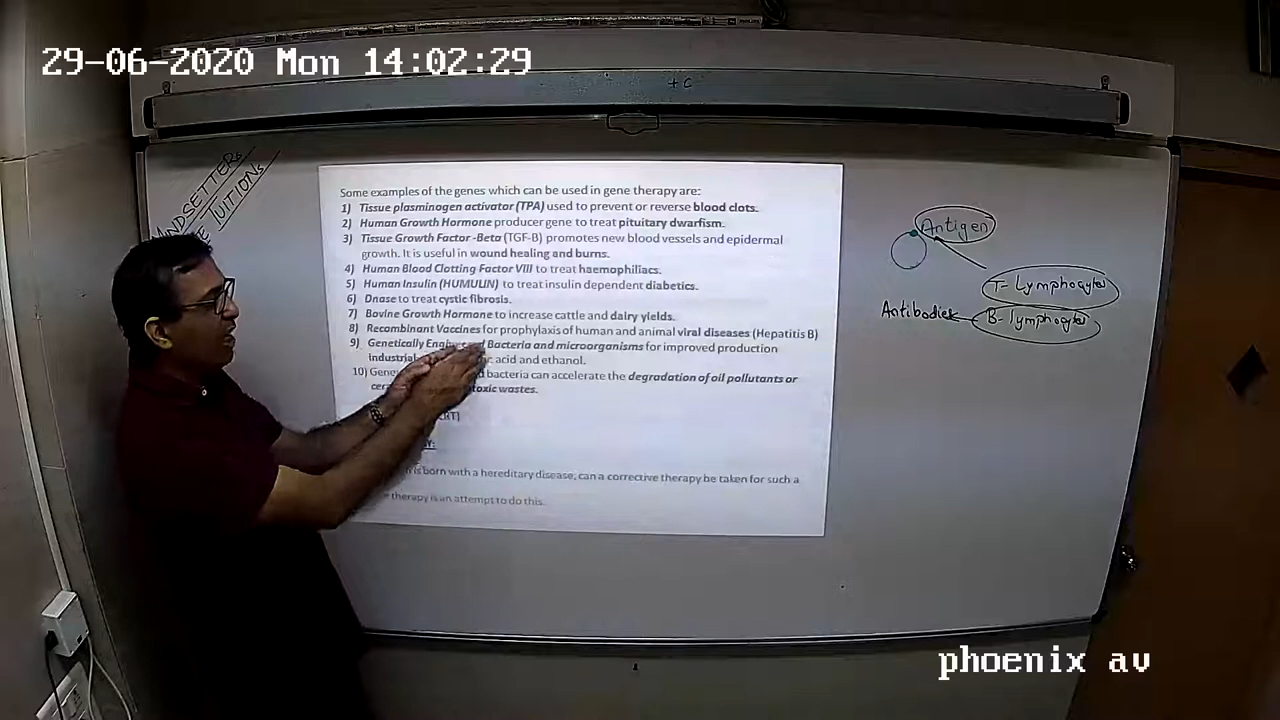 29-06-2020 Mon 14:02:29
+ C
MINDSETTERS
TUITIONS
Some examples of the genes which can be used in gene therapy are:
1) Tissue plasminogen activator (TPA) used to prevent or reverse blood clots.
2) Human Growth Hormone producer gene to treat pituitary dwarfism.
3) Tissue Growth Factor -Beta (TGF-B) promotes new blood vessels and epidermal
growth. It is useful in wound healing and burns.
4) Human Blood Clotting Factor VIII to treat haemophiliacs.
5) Human Insulin (HUMULIN) to treat insulin dependent diabetics.
6) Dnase to treat cystic fibrosis.
7) Bovine Growth Hormone to increase cattle and dairy yields.
8) Recombinant Vaccines for prophylaxis of human and animal viral diseases (Hepatitis B)
9) Genetically Bacteria and microorganisms for improved production
industrial acid and ethanol.
10) bacteria can accelerate the degradation of oil pollutants or
toxic wastes.
is born with a hereditary disease, can a corrective therapy be taken for such a
therapy is an attempt to do this.
Antigen
T- Lymphocytes
Antibodies
B- lymphocytes
phoenix av